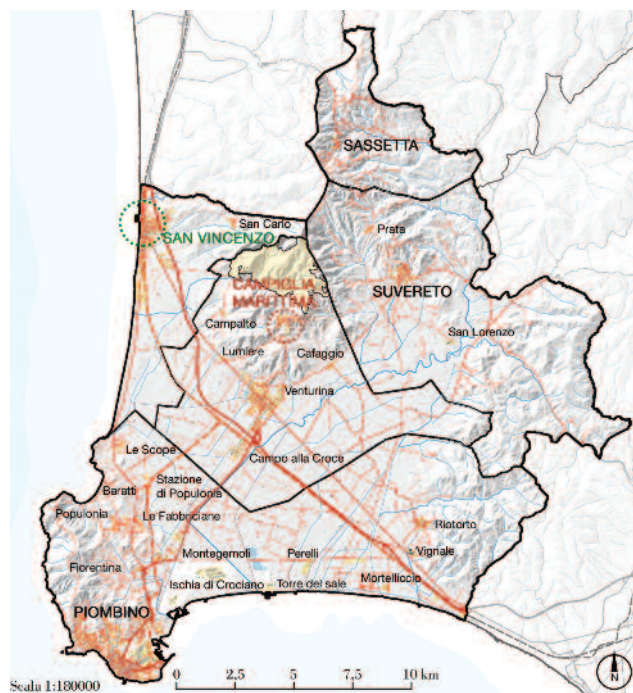 SASSETTA
San Carlo
Prata
SAN VINCENZO
CAMPIGLIA
MARITTIMA
SUVERETO
Campalto
San Lorenzo
Lumiere
Cafaggio
Venturina
Le Scope
Campo alla Croce
Baratti
Stazione
di Populonia
Populonia
Le Fabbriciane
Riotorto
Montegemoli
Perelli
Vignale
Fiorentina
Mortelliccio
Ischia di Crociano
Torre del sale
PIOMBINO
N
Scala 1:180000
0 2.5 5 7.5 10 km